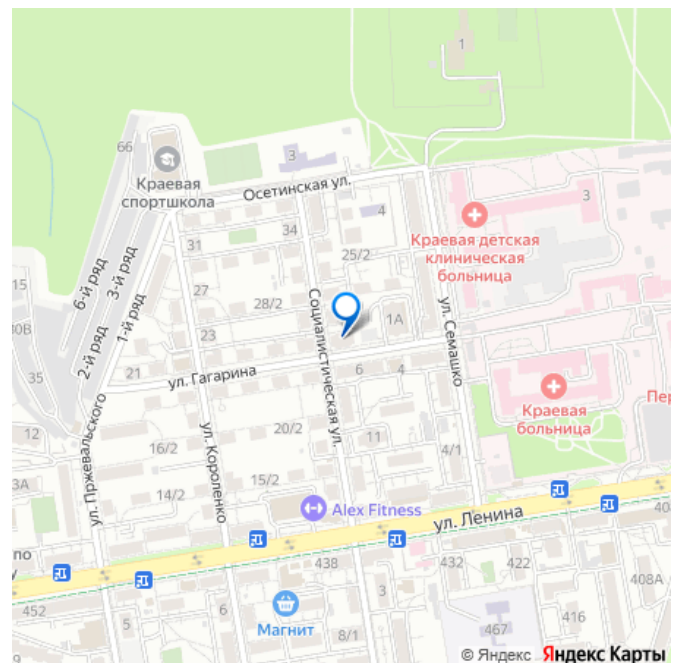 1
66
3
Краевая
спортшкола
Осетинская ул.
4
3
34
31
25/2
Краевая детская
клиническая
больница
6-й ряд
3-й ряд
2-й ряд
1-й ряд
27
28/2
Социалистическая ул.
1А
ул. Семашко
23
35
21
ул. Гагарина
6
4
Краевая
больница
12
ул. Пржевальского
ул. Короленко
20/2
11
16/2
4/1
15/2
14/2
Alex Fitness
ул. Ленина
по
438
432
422
408А
452
5
6
3
Магнит
8/1
467
416
© Яндекс Яндекс Карты